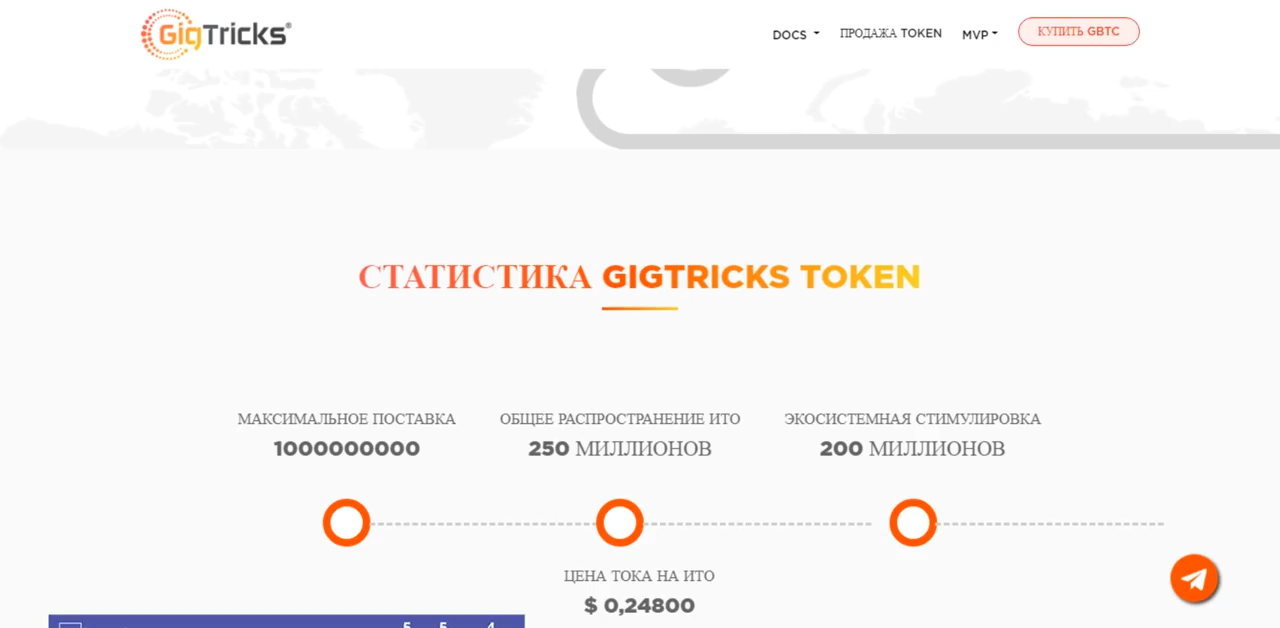 GigTricks®
DOCS
ПРОДАЖА TOKEN
MVP
КУПИТЬ GBTC
СТАТИСТИКА GIGTRICKS TOKEN
МАКСИМАЛЬНОЕ ПОСТАВКА
ОБЩЕЕ РАСПРОСТРАНЕНИЕ ИТО
ЭКОСИСТЕМНАЯ СТИМУЛИРОВКА
1000000000
250 МИЛЛИОНОВ
200 МИЛЛИОНОВ
ЦЕНА ТОКА НА ИТО
$ 0,24800